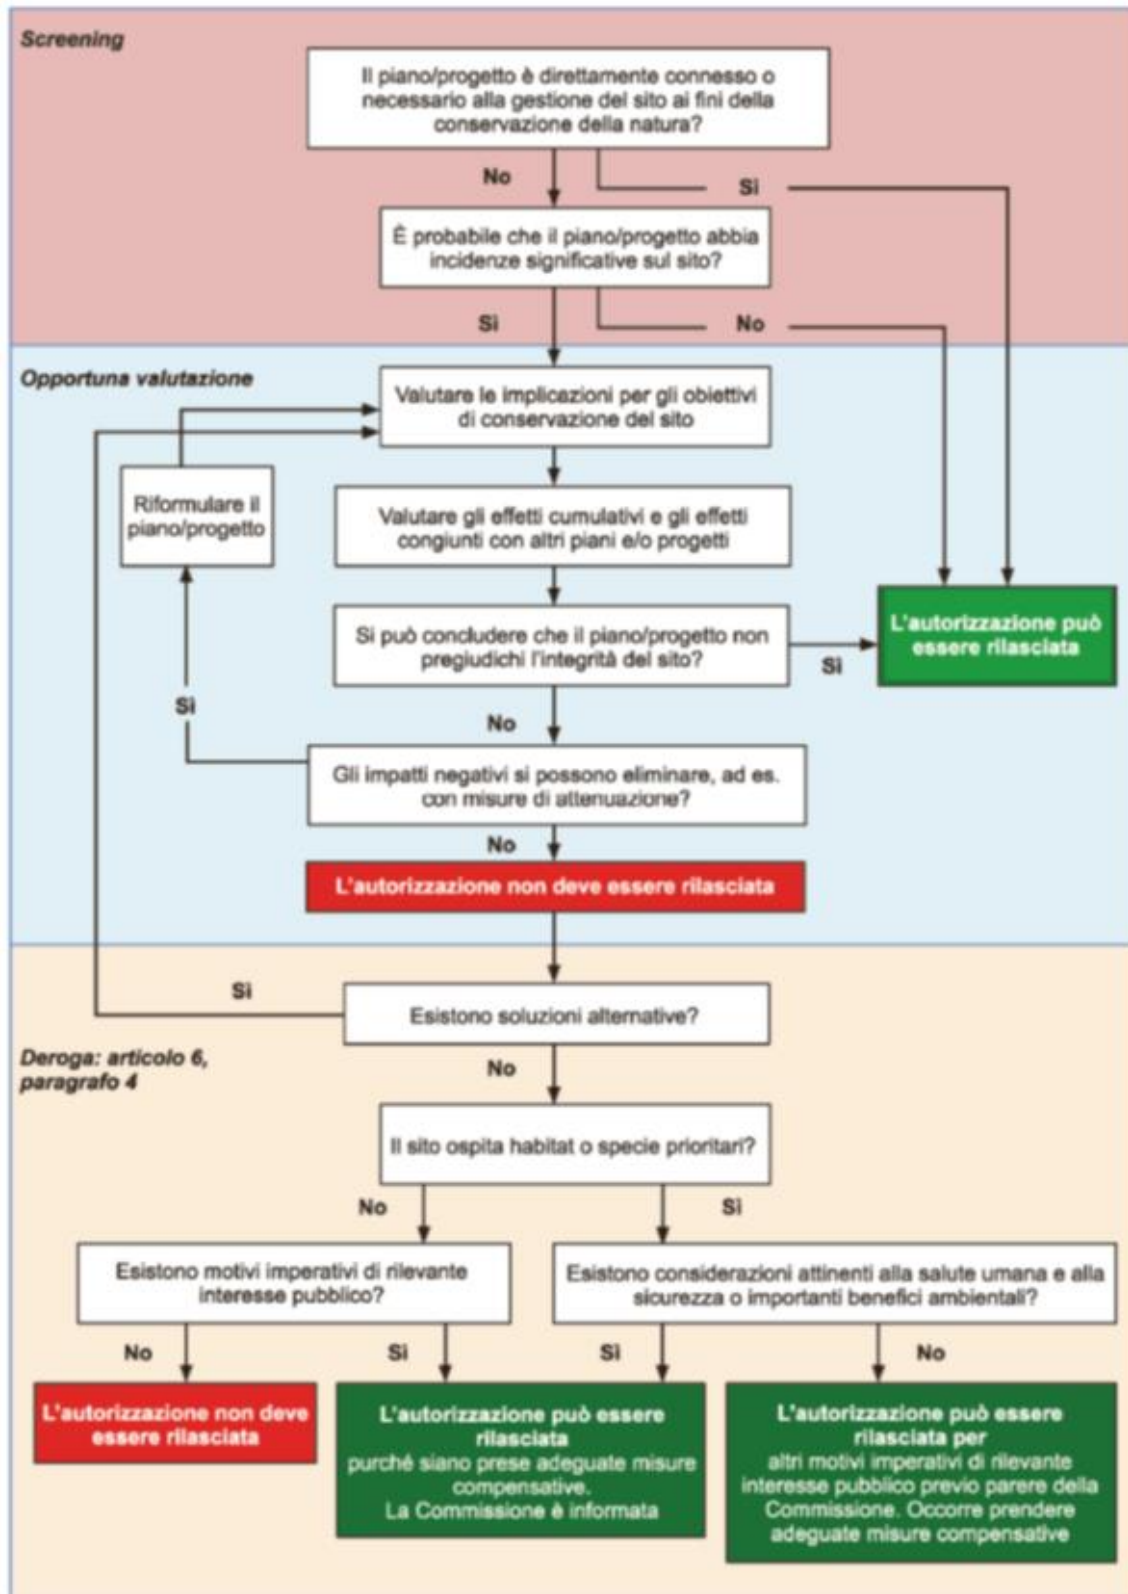 Screening
Il piano/progetto è direttamente connesso o
necessario alla gestione del sito ai fini della
conservazione della natura?
No
Sì
È probabile che il piano/progetto abbia
incidenze significative sul sito?
Sì
No
Opportuna valutazione
Valutare le implicazioni per gli obiettivi
di conservazione del sito
Riformulare il
piano/progetto
Valutare gli effetti cumulativi e gli effetti
congiunti con altri piani e/o progetti
Si può concludere che il piano/progetto non
pregiudichi l'integrità del sito?
Sì
L'autorizzazione può
essere rilasciata
Sì
No
Gli impatti negativi si possono eliminare, ad es.
con misure di attenuazione?
No
L'autorizzazione non deve essere rilasciata
Sì
Esistono soluzioni alternative?
Deroga: articolo 6,
paragrafo 4
No
Il sito ospita habitat o specie prioritari?
No
Sì
Esistono motivi imperativi di rilevante
interesse pubblico?
Esistono considerazioni attinenti alla salute umana e alla
sicurezza o importanti benefici ambientali?
No
Sì
Sì
No
L'autorizzazione non deve
essere rilasciata
L'autorizzazione può essere
rilasciata
purché siano prese adeguate misure
compensative.
La Commissione è informata
L'autorizzazione può essere
rilasciata per
altri motivi imperativi di rilevante
interesse pubblico previo parere della
Commissione. Occorre prendere
adeguate misure compensative